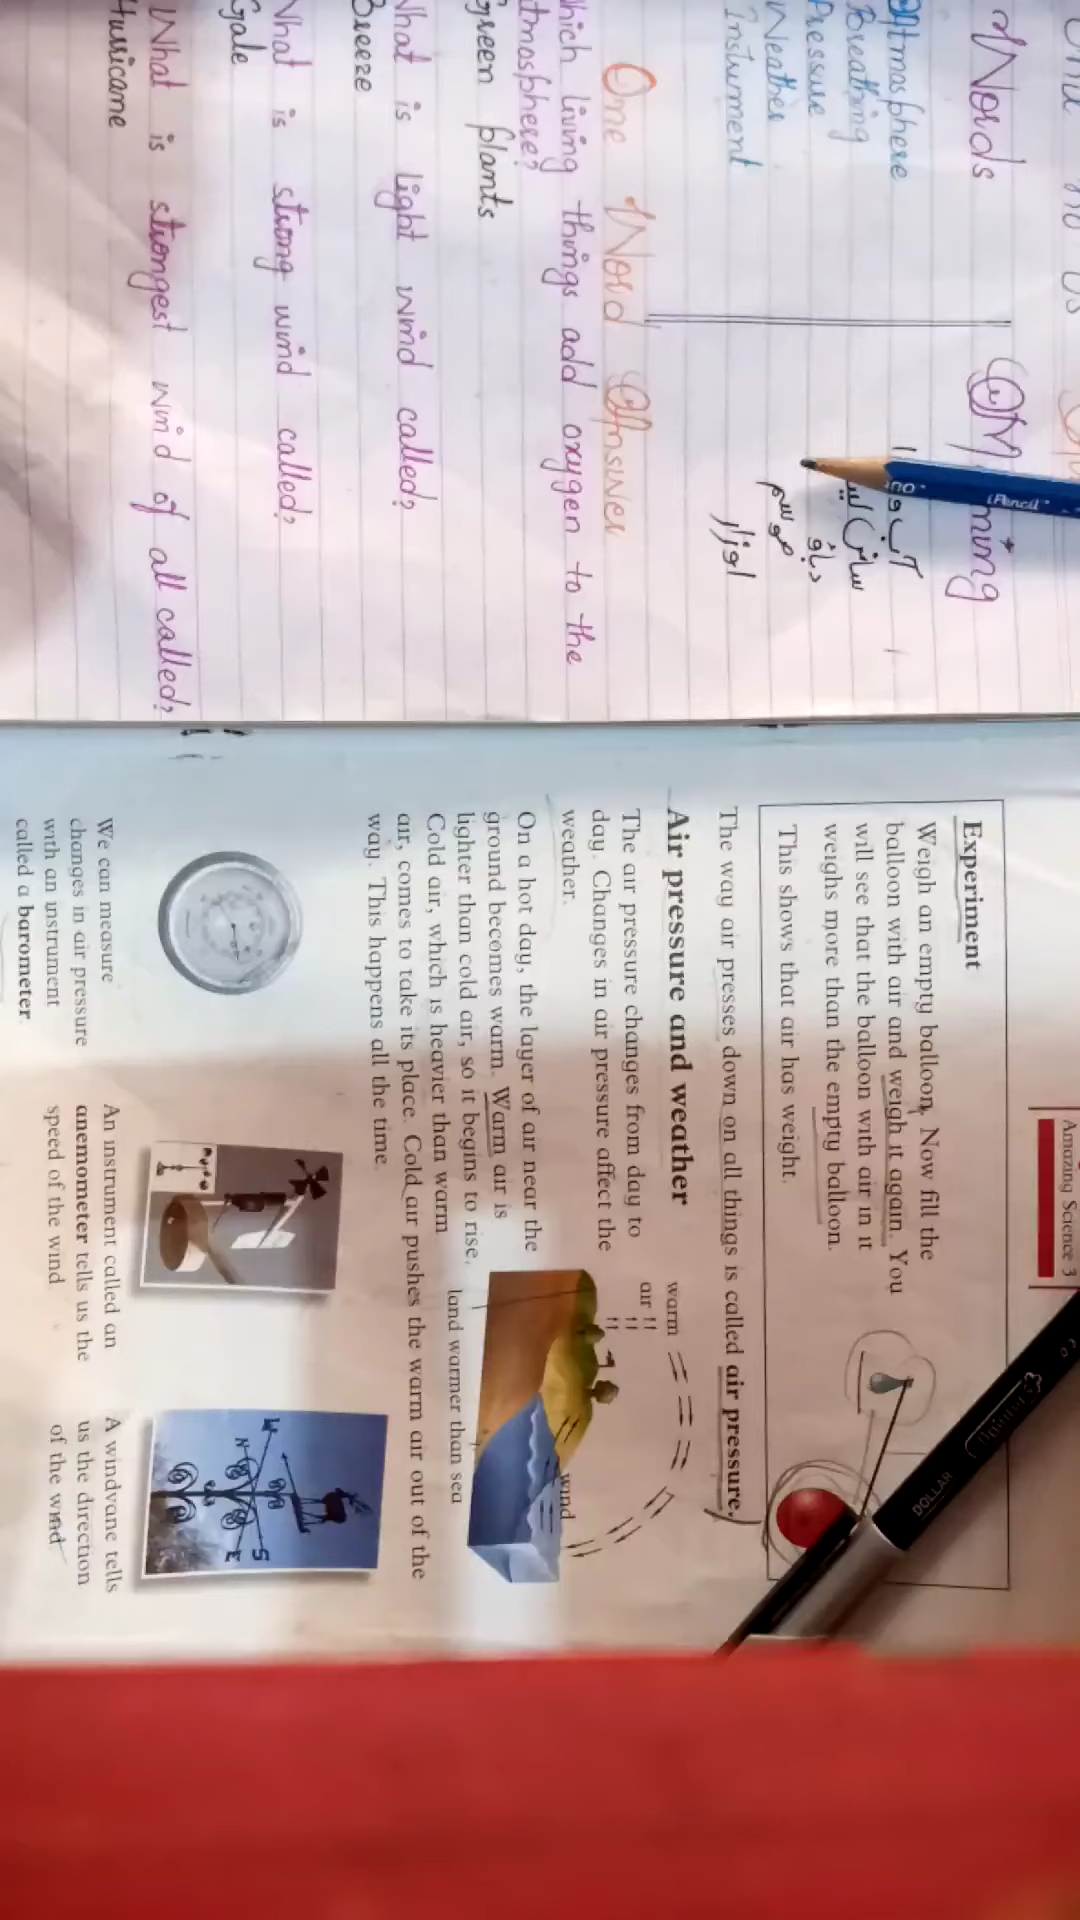 Words
Meaning
Atmosphere
Breathing
سانس لینا
Pressure
دباؤ
Weather
موسم
Instument
اوزار
One Word Answer
which living things add oxygen to the
atmosphere?
green plants
What is light wind called?
Breeze
What is strong wind called?
Gale
What is strongest wind of all called?
Hurricane
iPencil
Amazing Science 3
Experiment
Weigh an empty balloon. Now fill the
balloon with air and weigh it again. You
will see that the balloon with air in it
weighs more than the empty balloon.
This shows that air has weight.
The way air presses down on all things is called air pressure.
Air pressure and weather
The air pressure changes from day to
day. Changes in air pressure affect the
weather.
On a hot day, the layer of air near the
ground becomes warm. Warm air is
lighter than cold air, so it begins to rise.
Cold air, which is heavier than warm
air, comes to take its place. Cold air pushes the warm air out of the
way. This happens all the time.
warm
air
wind
land warmer than sea
W
N
S
E
We can measure
changes in air pressure
with an instrument
called a barometer.
An instrument called an
anemometer tells us the
speed of the wind
A windvane tells
us the direction
of the wind
DOLLAR
Pointer